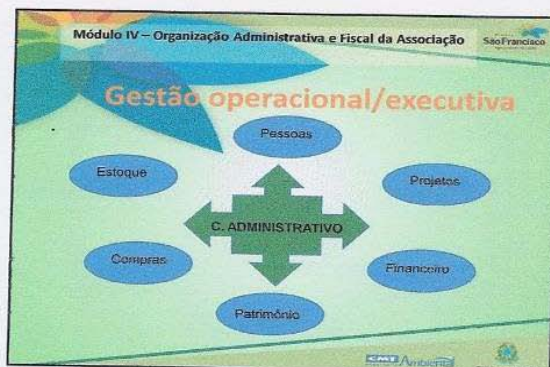 Módulo IV – Organização Administrativa e Fiscal da Associação
São Francisco
Gestão operacional/executiva
Pessoas
Estoque
Projetos
C. ADMINISTRATIVO
Compras
Financeiro
Patrimônio
CMT Ambiental